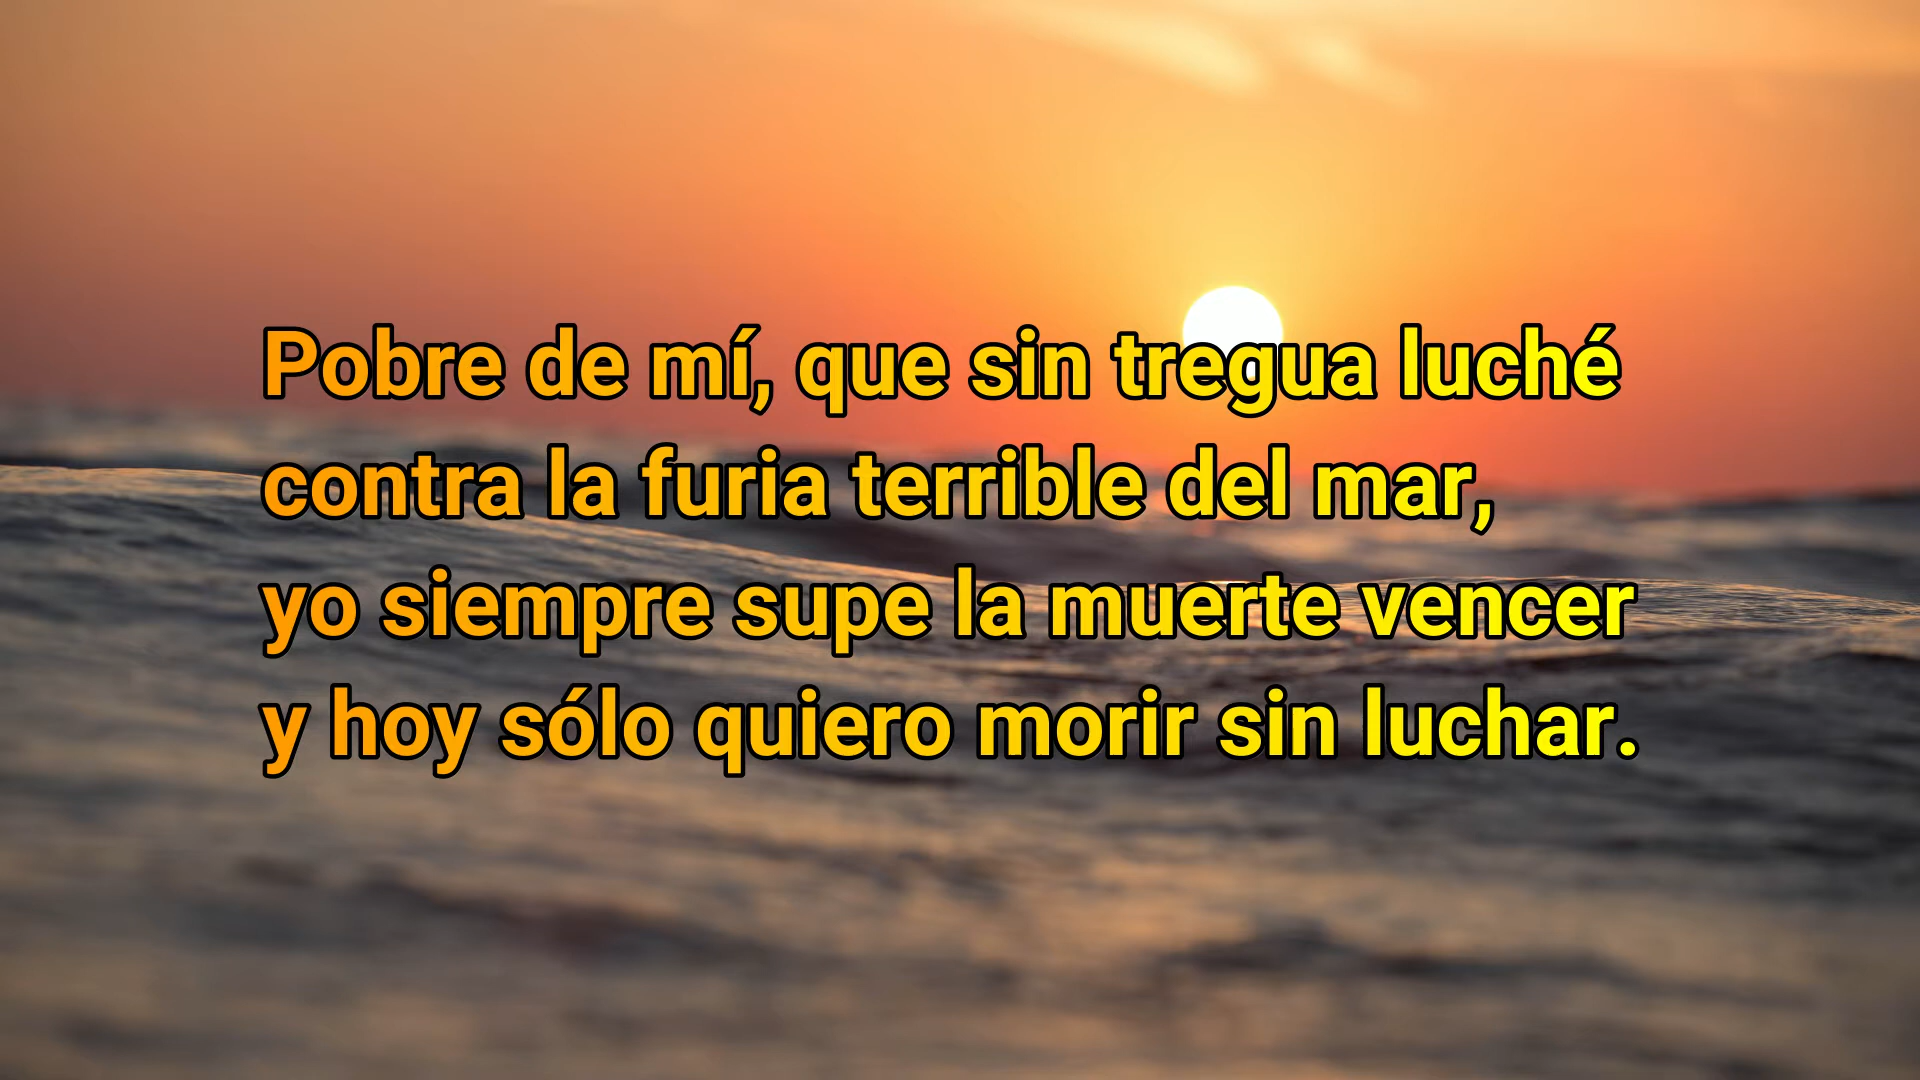 Pobre de mí, que sin tregua luché
contra la furia terrible del mar,
yo siempre supe la muerte vencer
y hoy sólo quiero morir sin luchar.